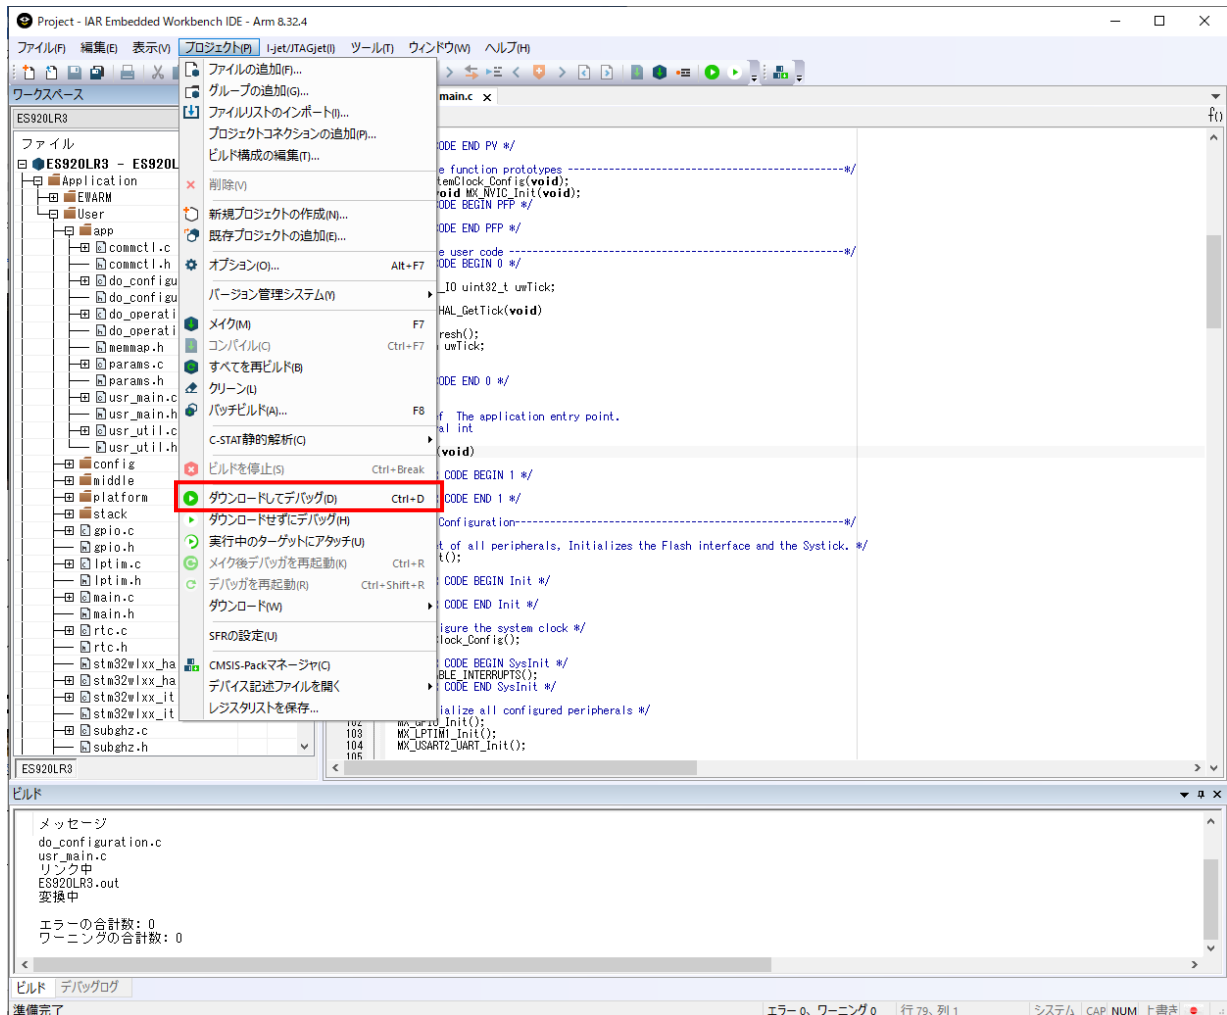 Project - IAR Embedded Workbench IDE - Arm 8.32.4
ファイル(F) 編集(E) 表示(V) プロジェクト(P) I-jet/JTAGjet(I) ツール(T) ウィンドウ(W) ヘルプ(H)
ワークスペース
ES920LR3
ファイル
ES920LR3 - ES920L
Application
EWARM
User
app
commctl.c
commctl.h
do_configu
do_configu
do_operati
do_operati
memmap.h
params.c
params.h
usr_main.c
usr_main.h
usr_util.c
usr_util.h
config
middle
platform
stack
gpio.c
gpio.h
lptim.c
lptim.h
main.c
main.h
rtc.c
rtc.h
stm32wlxx_ha
stm32wlxx_ha
stm32wlxx_it
stm32wlxx_it
subghz.c
subghz.h
ES920LR3
ファイルの追加(F)...
グループの追加(G)...
ファイルリストのインポート(I)...
プロジェクトコネクションの追加(P)...
ビルド構成の編集(T)...
削除(V)
新規プロジェクトの作成(N)...
既存プロジェクトの追加(E)...
オプション(O)... Alt+F7
バージョン管理システム(Y)
メイク(M) F7
コンパイル(C) Ctrl+F7
すべてを再ビルド(B)
クリーン(L)
バッチビルド(A)... F8
C-STAT静的解析(C)
ビルドを停止(S) Ctrl+Break
ダウンロードしてデバッグ(D) Ctrl+D
ダウンロードせずにデバッグ(H)
実行中のターゲットにアタッチ(U)
メイク後デバッガを再起動(K) Ctrl+R
デバッガを再起動(R) Ctrl+Shift+R
ダウンロード(W)
SFRの設定(U)
CMSIS-Packマネージャ(C)
デバイス記述ファイルを開く
レジスタリストを保存...
main.c
f()
ODE END PV */
e function prototypes -----------------------------------------------*/
temClock_Config(void);
void MX_NVIC_Init(void);
ODE BEGIN PFP */
ODE END PFP */
e user code ---------------------------------------------------------*/
ODE BEGIN 0 */
_IO uint32_t uwTick;
HAL_GetTick(void)
resh();
uwTick;
ODE END 0 */
f The application entry point.
al int
(void)
CODE BEGIN 1 */
CODE END 1 */
Configuration--------------------------------------------------------*/
t of all peripherals, Initializes the Flash interface and the Systick. */
t();
CODE BEGIN Init */
CODE END Init */
igure the system clock */
lock_Config();
CODE BEGIN SysInit */
BLE_INTERRUPTS();
CODE END SysInit */
ialize all configured peripherals */
102 MX_GPIO_Init();
103 MX_LPTIM1_Init();
104 MX_USART2_UART_Init();
105
ビルド
メッセージ
do_configuration.c
usr_main.c
リンク中
ES920LR3.out
変換中
エラーの合計数: 0
ワーニングの合計数: 0
ビルド デバッグログ
準備完了 エラー 0、ワーニング 0 行 79、列 1 システム CAP NUM 上書き